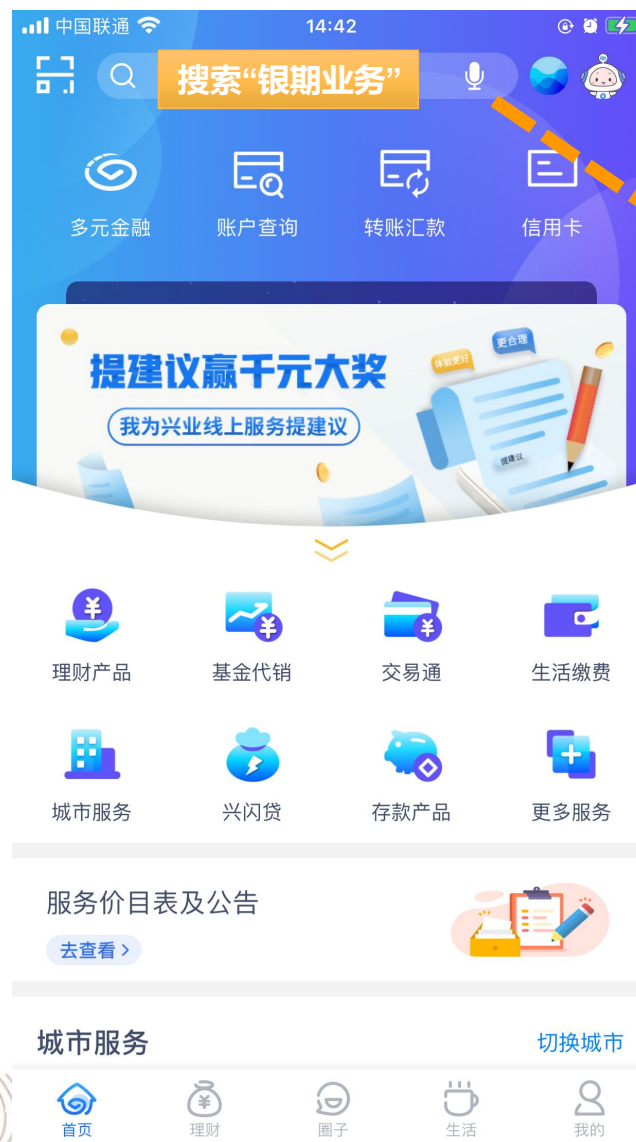 中国联通
14:42
搜索“银期业务”
多元金融
账户查询
转账汇款
信用卡
提建议赢千元大奖
我为兴业线上服务提建议
体验更好
更合理
提建议
理财产品
基金代销
交易通
生活缴费
城市服务
兴闪贷
存款产品
更多服务
服务价目表及公告
去查看>
城市服务
切换城市
首页
理财
圈子
生活
我的